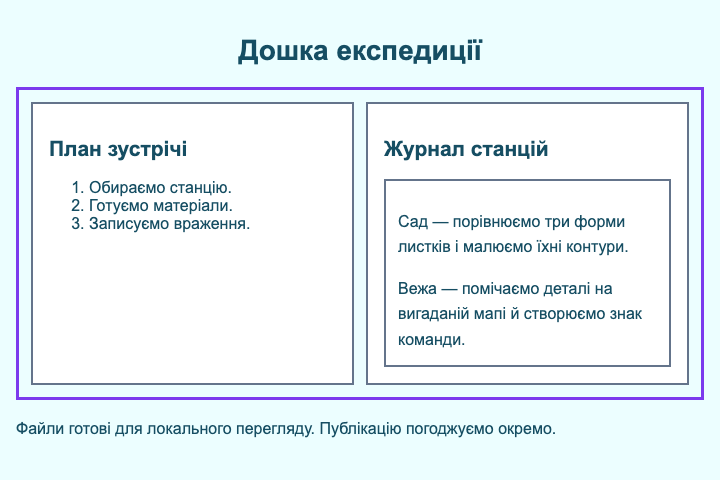 Дошка експедиції
План зустрічі
1. Обираємо станцію.
2. Готуємо матеріали.
3. Записуємо враження.
Журнал станцій
Сад — порівнюємо три форми
листків і малюємо їхні контури.
Вежа — помічаємо деталі на
вигаданій мапі й створюємо знак
команди.
Файли готові для локального перегляду. Публікацію погоджуємо окремо.